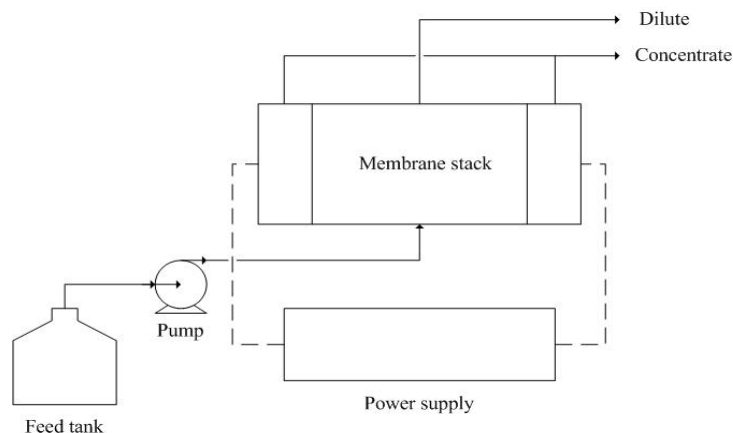 Dilute
Concentrate
Membrane stack
Pump
Power supply
Feed tank